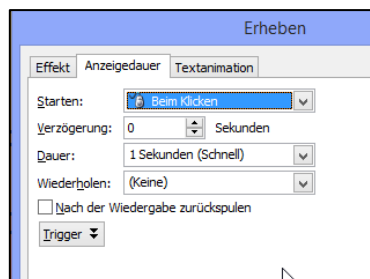 Erheben
Effekt Anzeigedauer Textanimation
Starten: Beim Klicken
Verzögerung: 0 Sekunden
Dauer: 1 Sekunden (Schnell)
Wiederholen: (Keine)
Nach der Wiedergabe zurückspulen
Trigger